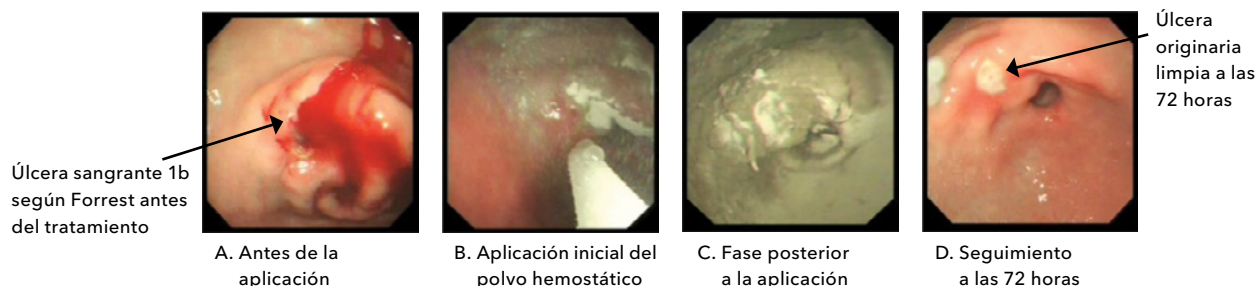 Úlcera sangrante 1b
según Forrest antes
del tratamiento
A. Antes de la
aplicación
B. Aplicación inicial del
polvo hemostático
C. Fase posterior
a la aplicación
D. Seguimiento
a las 72 horas
Úlcera
originaria
limpia a las
72 horas